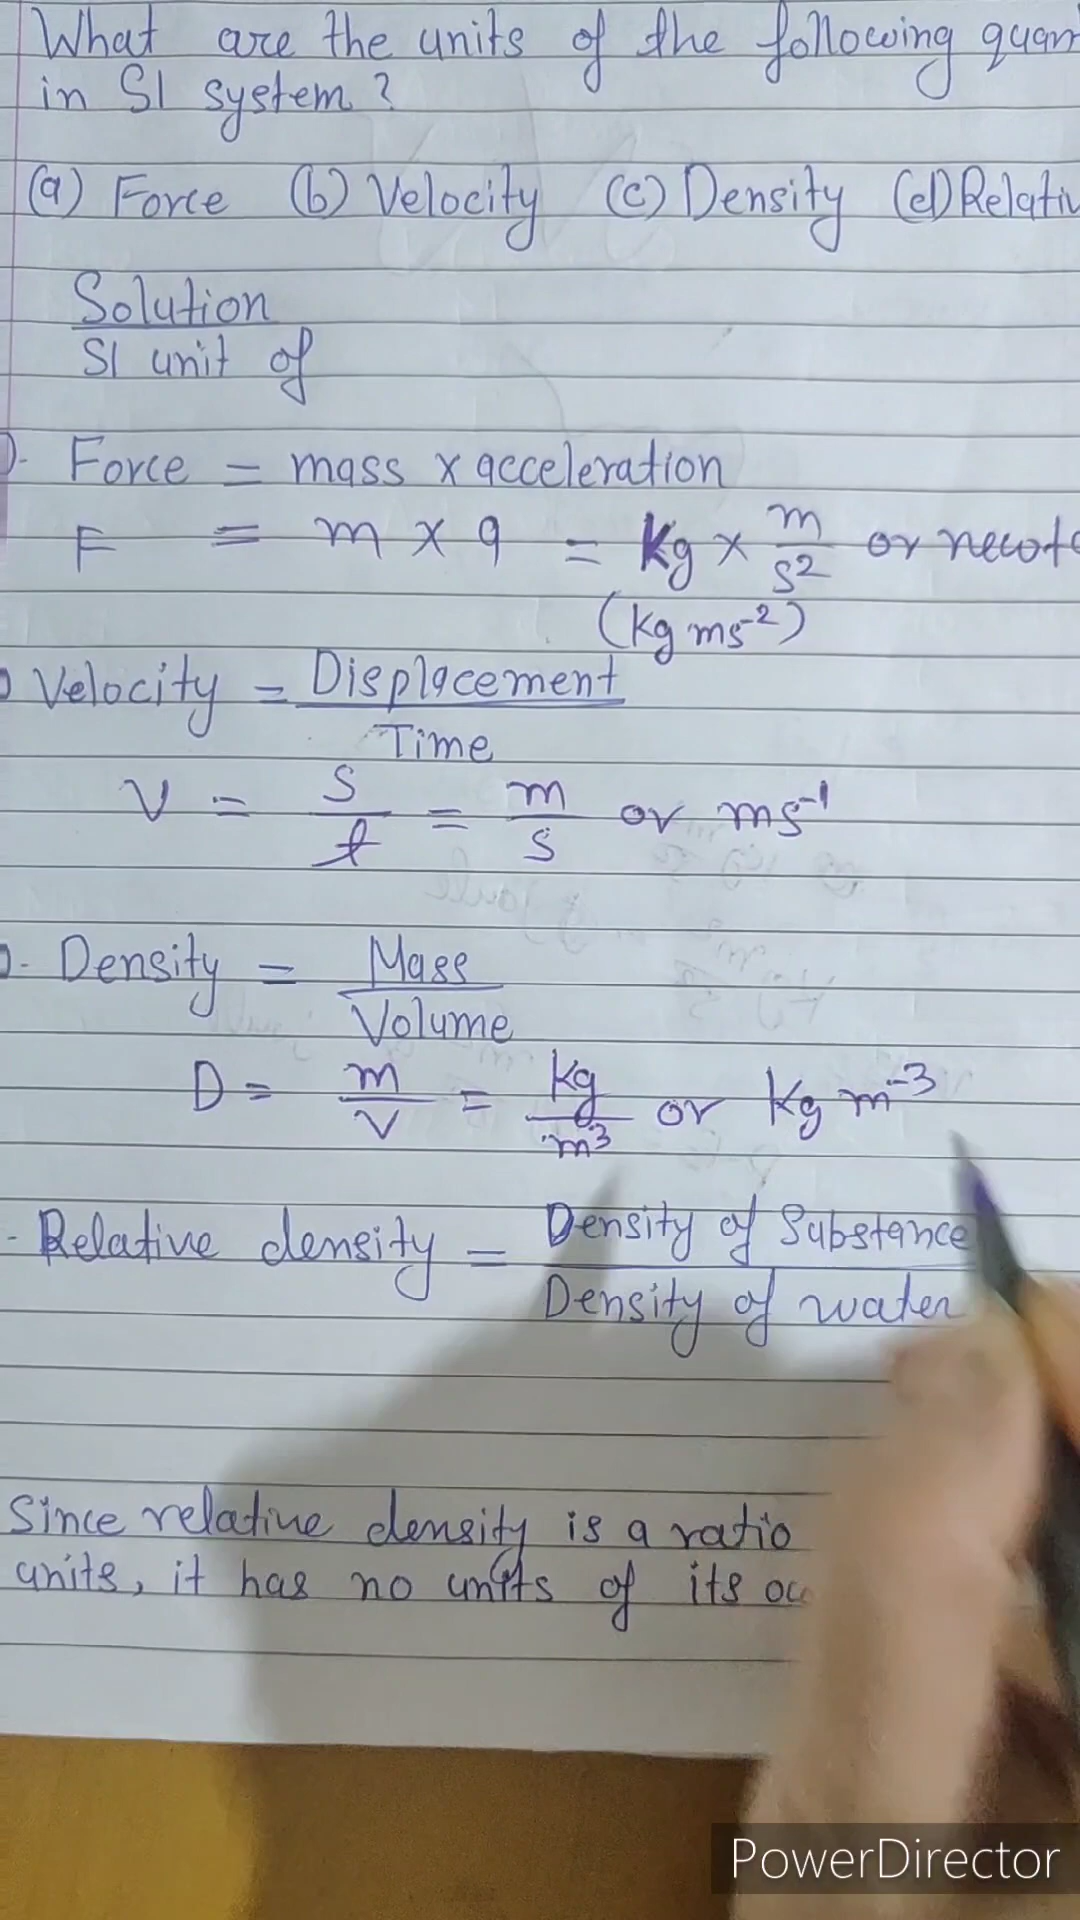 What are the units of the following quan
in SI system?
(a) Force (b) Velocity (c) Density (d) Relativ
Solution
SI unit of
Force = mass × acceleration
F = m × a = kg × m/s² or newto
(kg ms⁻²)
Velocity = Displacement
Time
V = s/t = m/s or ms⁻¹
Density = Mass
Volume
D = m/V = kg/m³ or kg m⁻³
Relative density = Density of Substance
Density of water
Since relative density is a ratio
units, it has no units of its
PowerDirector